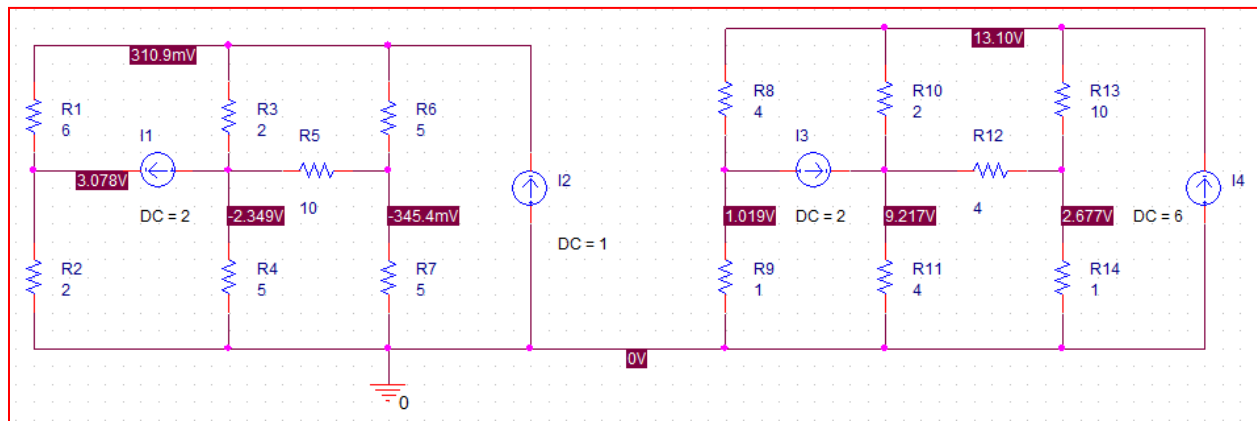 310.9mV
13.10V
R1
6
R3
2
R6
5
R8
4
R10
2
R13
10
I1
R5
I3
R12
3.078V
I2
I4
DC = 2
10
-2.349V
-345.4mV
1.019V
DC = 2
9.217V
4
2.677V
DC = 6
DC = 1
R2
2
R4
5
R7
5
R9
1
R11
4
R14
1
0V
0